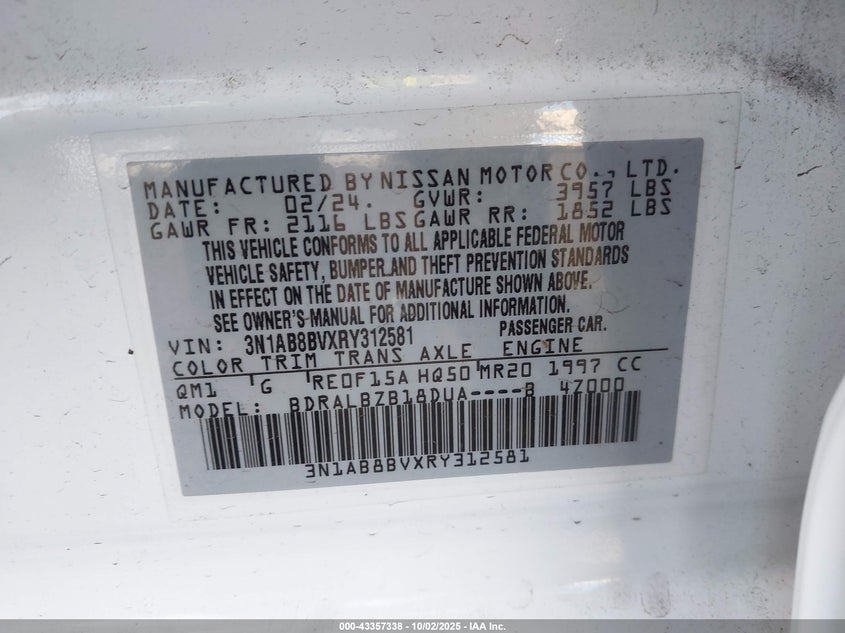 MANUFACTURED BY NISSAN MOTOR CO., LTD.
DATE: 02/24. GVWR: 3957 LBS
GAWR FR: 2116 LBS GAWR RR: 1852 LBS
THIS VEHICLE CONFORMS TO ALL APPLICABLE FEDERAL MOTOR
VEHICLE SAFETY, BUMPER AND THEFT PREVENTION STANDARDS
IN EFFECT ON THE DATE OF MANUFACTURE SHOWN ABOVE.
SEE OWNER'S MANUAL FOR ADDITIONAL INFORMATION.
VIN: 3N1AB8BVXRY312581 PASSENGER CAR.
COLOR TRIM TRANS AXLE ENGINE
QM1 G RE0F15A HQ50 MR20 1997 CC
MODEL: BDRALBZB18DUA----B 4Z000
3N1AB8BVXRY312581
000-43357338 - 10/02/2025 - IAA Inc.